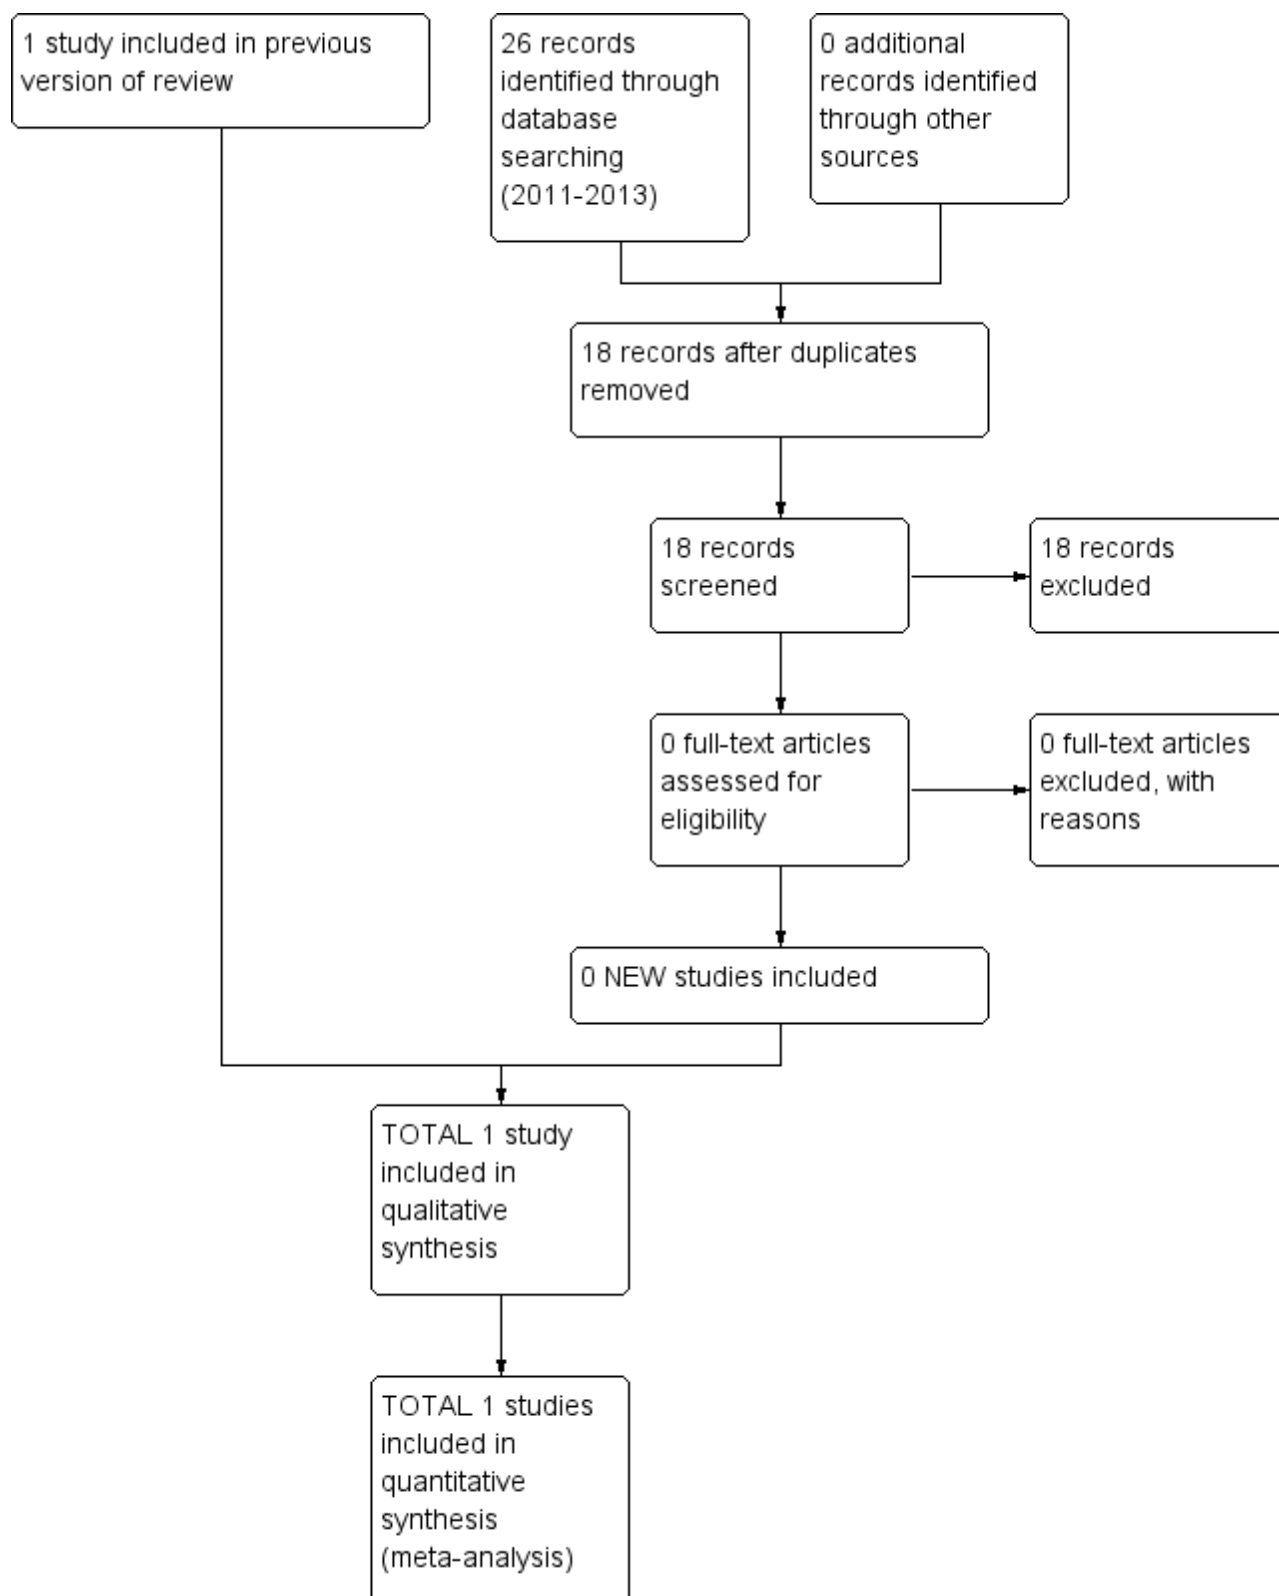 1 study included in previous
version of review
26 records
identified through
database
searching
(2011-2013)
0 additional
records identified
through other
sources
18 records after duplicates
removed
18 records
screened
18 records
excluded
0 full-text articles
assessed for
eligibility
0 full-text articles
excluded, with
reasons
0 NEW studies included
TOTAL 1 study
included in
qualitative
synthesis
TOTAL 1 studies
included in
quantitative
synthesis
(meta-analysis)